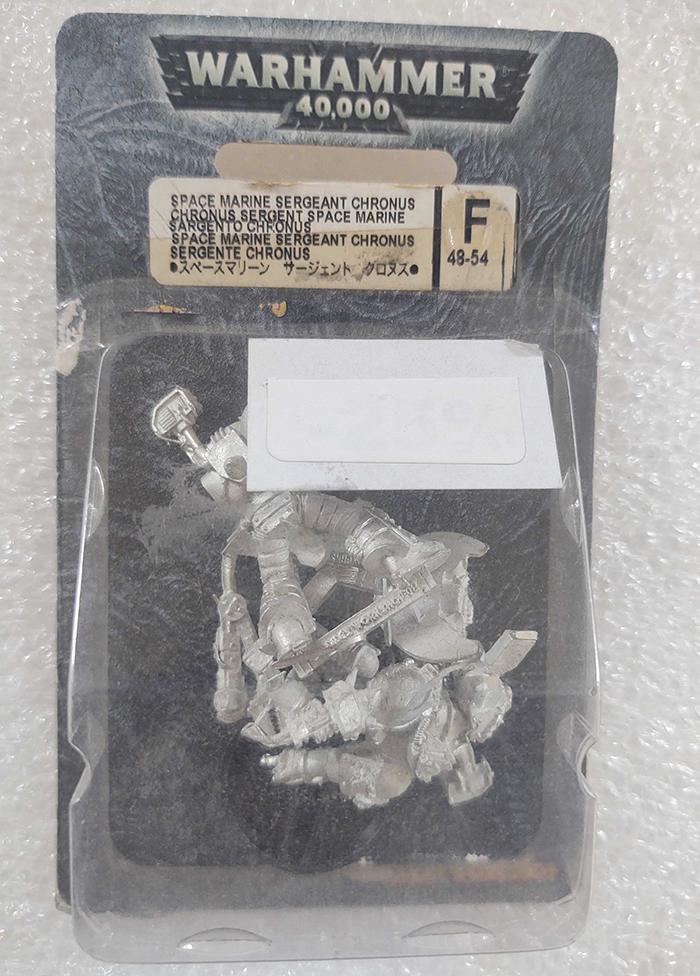 WARHAMMER
40,000
SPACE MARINE SERGEANT CHRONUS
CHRONUS SERGENT SPACE MARINE
SARGENTO CHRONUS
SPACE MARINE SERGEANT CHRONUS
SERGENTE CHRONUS
●スペースマリーン サージェント クロヌス●
F
48-54